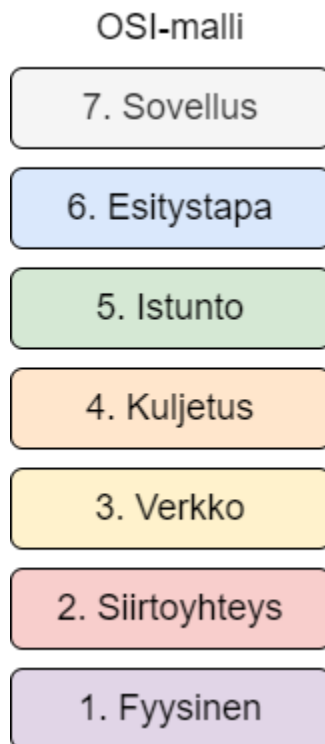 OSI-malli
7. Sovellus
6. Esitystapa
5. Istunto
4. Kuljetus
3. Verkko
2. Siirtoyhteys
1. Fyysinen